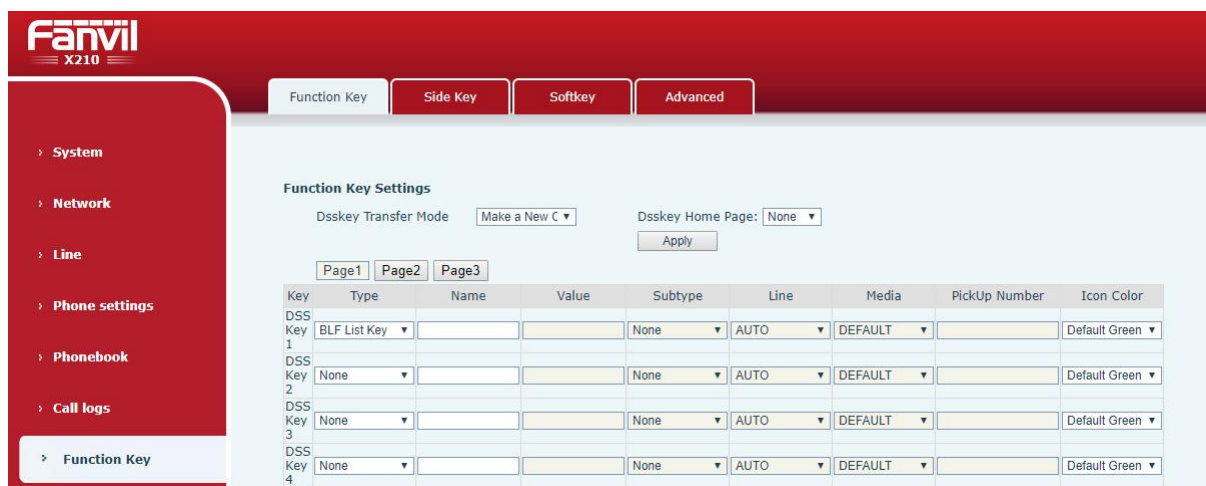 Fanvil
X210
Function Key Side Key Softkey Advanced
› System
› Network
› Line
› Phone settings
› Phonebook
› Call logs
› Function Key
Function Key Settings
Dsskey Transfer Mode Make a New C Dsskey Home Page: None
Apply
Page1 Page2 Page3
Key Type Name Value Subtype Line Media PickUp Number Icon Color
DSS Key 1 BLF List Key None AUTO DEFAULT Default Green
DSS Key 2 None None AUTO DEFAULT Default Green
DSS Key 3 None None AUTO DEFAULT Default Green
DSS Key 4 None None AUTO DEFAULT Default Green